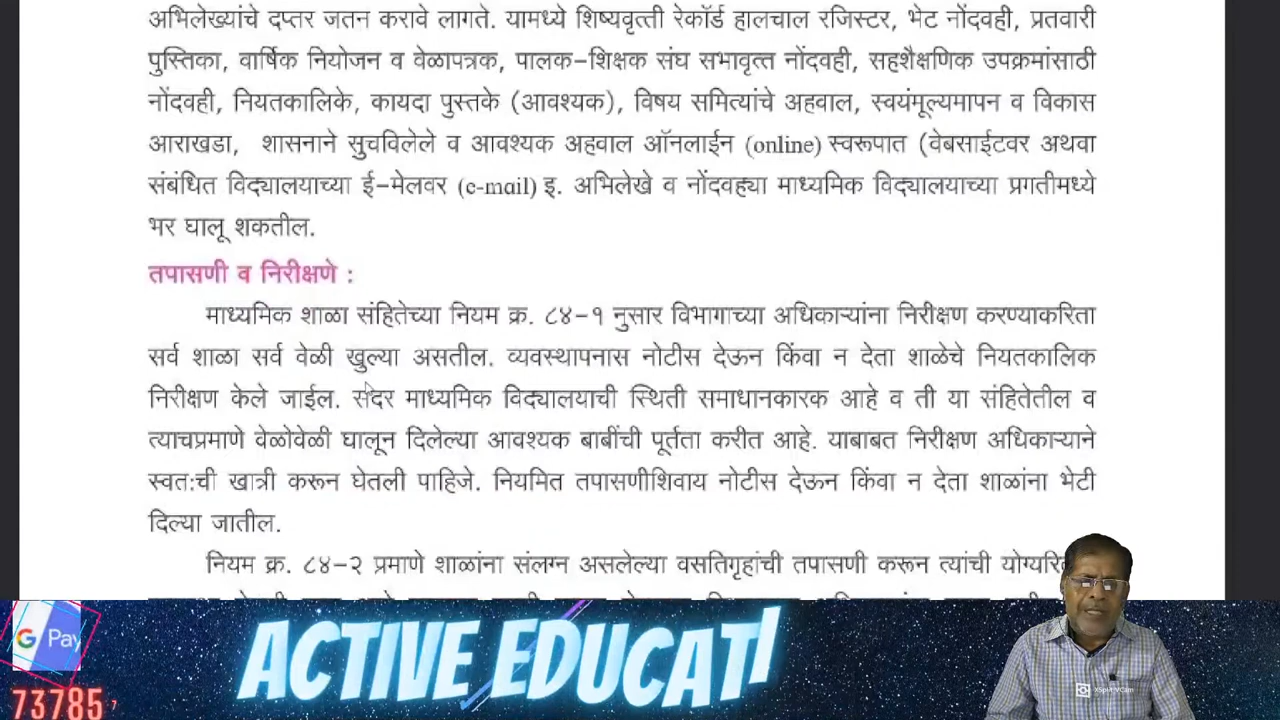 अभिलेख्यांचे दप्तर जतन करावे लागते. यामध्ये शिष्यवृत्ती रेकॉर्ड हालचाल रजिस्टर, भेट नोंदवही, प्रतवारी
पुस्तिका, वार्षिक नियोजन व वेळापत्रक, पालक-शिक्षक संघ सभावृत्त नोंदवही, सहशैक्षणिक उपक्रमांसाठी
नोंदवही, नियतकालिके, कायदा पुस्तके (आवश्यक), विषय समित्यांचे अहवाल, स्वयंमूल्यमापन व विकास
आराखडा, शासनाने सुचविलेले व आवश्यक अहवाल ऑनलाईन (online) स्वरूपात (वेबसाईटवर अथवा
संबंधित विद्यालयाच्या ई-मेलवर (e-mail) इ. अभिलेखे व नोंदवह्या माध्यमिक विद्यालयाच्या प्रगतीमध्ये
भर घालू शकतील.
तपासणी व निरीक्षणे :
माध्यमिक शाळा संहितेच्या नियम क्र. ८४-१ नुसार विभागाच्या अधिकाऱ्यांना निरीक्षण करण्याकरिता
सर्व शाळा सर्व वेळी खुल्या असतील. व्यवस्थापनास नोटीस देऊन किंवा न देता शाळेचे नियतकालिक
निरीक्षण केले जाईल. सदर माध्यमिक विद्यालयाची स्थिती समाधानकारक आहे व ती या संहितेतील व
त्याचप्रमाणे वेळोवेळी घालून दिलेल्या आवश्यक बाबींची पूर्तता करीत आहे. याबाबत निरीक्षण अधिकाऱ्याने
स्वत:ची खात्री करून घेतली पाहिजे. नियमित तपासणीशिवाय नोटीस देऊन किंवा न देता शाळांना भेटी
दिल्या जातील.
नियम क्र. ८४-२ प्रमाणे शाळांना संलग्न असलेल्या वसतिगृहांची तपासणी करून त्यांची
G Pay
ACTIVE EDUCATI
73785 7
XSplit VCam